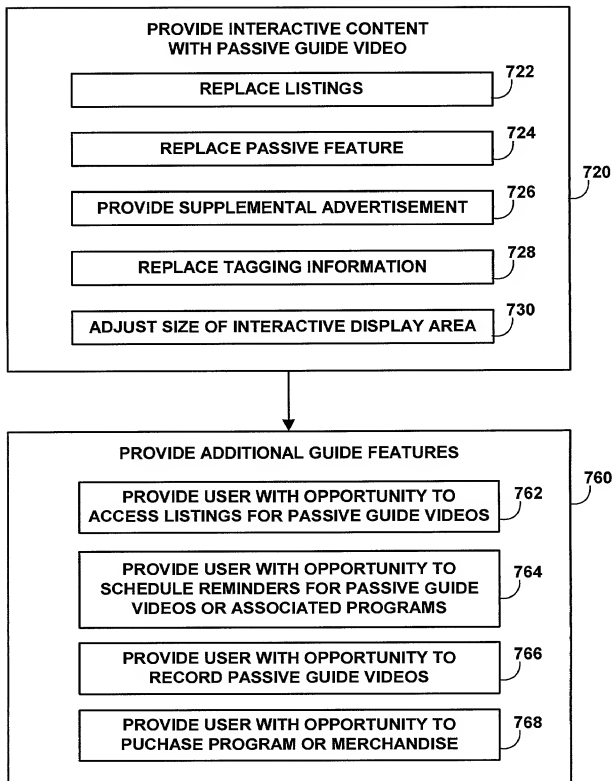 PROVIDE INTERACTIVE CONTENT
WITH PASSIVE GUIDE VIDEO
722
REPLACE LISTINGS
724
REPLACE PASSIVE FEATURE
720
726
PROVIDE SUPPLEMENTAL ADVERTISEMENT
728
REPLACE TAGGING INFORMATION
730
ADJUST SIZE OF INTERACTIVE DISPLAY AREA
PROVIDE ADDITIONAL GUIDE FEATURES
760
PROVIDE USER WITH OPPORTUNITY TO
ACCESS LISTINGS FOR PASSIVE GUIDE VIDEOS
762
PROVIDE USER WITH OPPORTUNITY TO
SCHEDULE REMINDERS FOR PASSIVE GUIDE
VIDEOS OR ASSOCIATED PROGRAMS
764
PROVIDE USER WITH OPPORTUNITY TO
RECORD PASSIVE GUIDE VIDEOS
766
PROVIDE USER WITH OPPORTUNITY TO
PUCHASE PROGRAM OR MERCHANDISE
768